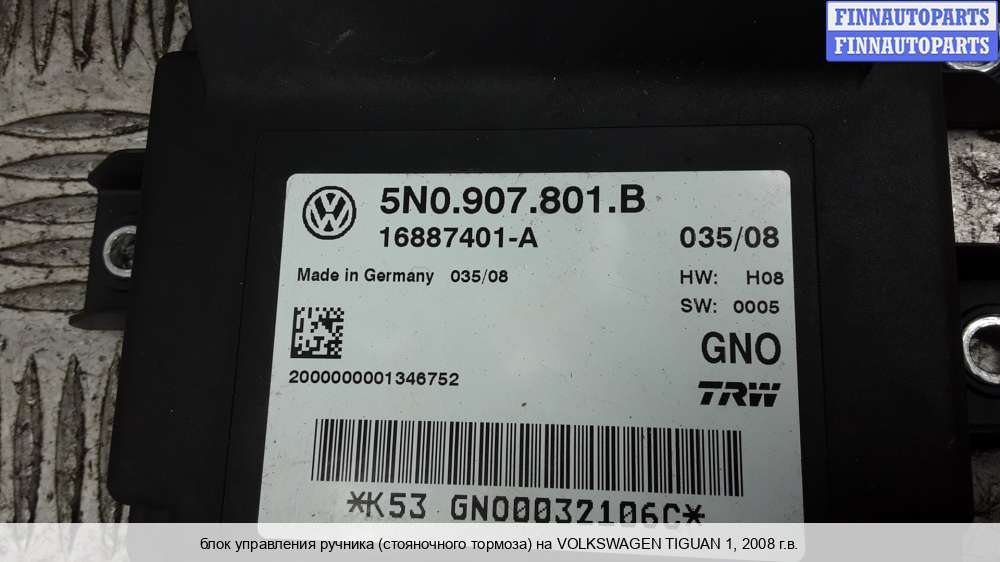 FINNAUTOPARTS
FINNAUTOPARTS
5N0.907.801.B
16887401-A 035/08
Made in Germany 035/08 HW: H08
SW: 0005
GNO
2000000001346752
TRW
*K53 GNO00032106C*
блок управления ручника (стояночного тормоза) на VOLKSWAGEN TIGUAN 1, 2008 г.в.